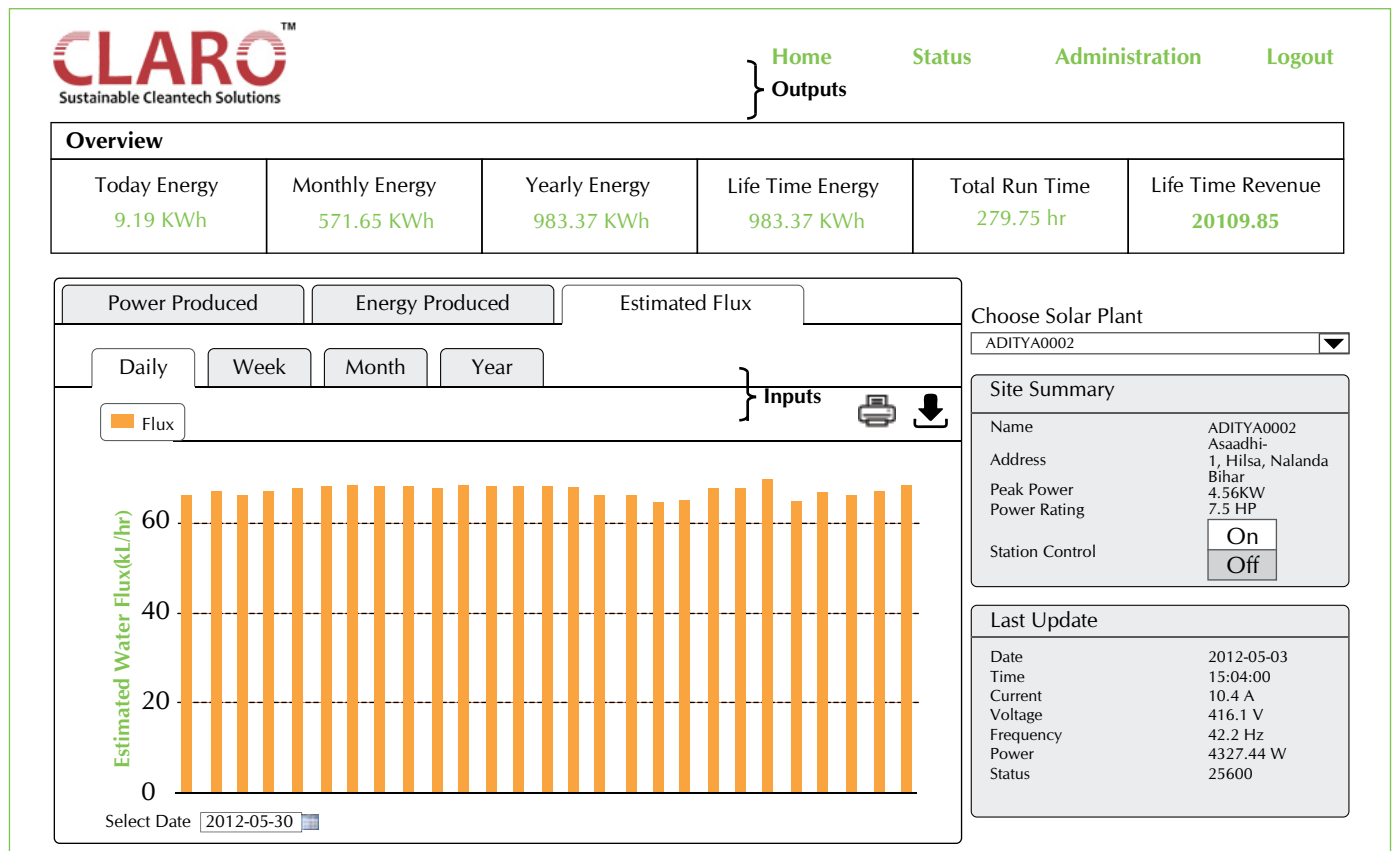 CLARO™
Sustainable Cleantech Solutions
Home Status Administration Logout
Outputs
Overview
Today Energy Monthly Energy Yearly Energy Life Time Energy Total Run Time Life Time Revenue
9.19 KWh 571.65 KWh 983.37 KWh 983.37 KWh 279.75 hr 20109.85
Power Produced Energy Produced Estimated Flux
Daily Week Month Year
Inputs
Flux
Estimated Water Flux(kL/hr)
60
40
20
0
Select Date 2012-05-30
Choose Solar Plant
ADITYA0002
Site Summary
Name ADITYA0002
Address Asaadhi-
1, Hilsa, Nalanda
Bihar
Peak Power 4.56KW
Power Rating 7.5 HP
Station Control On
Off
Last Update
Date 2012-05-03
Time 15:04:00
Current 10.4 A
Voltage 416.1 V
Frequency 42.2 Hz
Power 4327.44 W
Status 25600